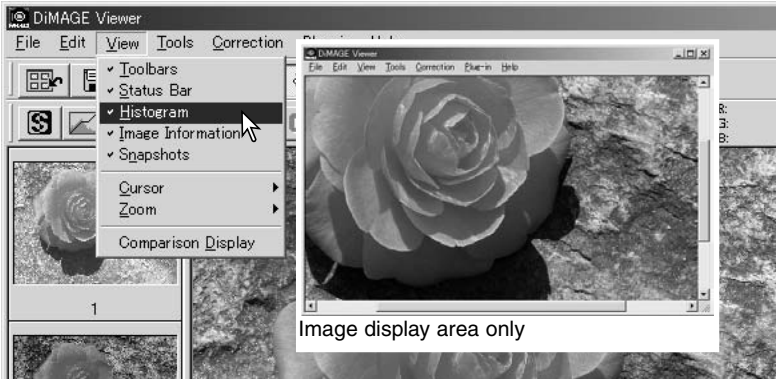 DiMAGE Viewer
File Edit View Tools Correction
Toolbars
Status Bar
Histogram
Image Information
Snapshots
Cursor
Zoom
Comparison Display
1
DiMAGE Viewer
File Edit View Tools Correction Plug-in Help
Image display area only
R:
G:
B: